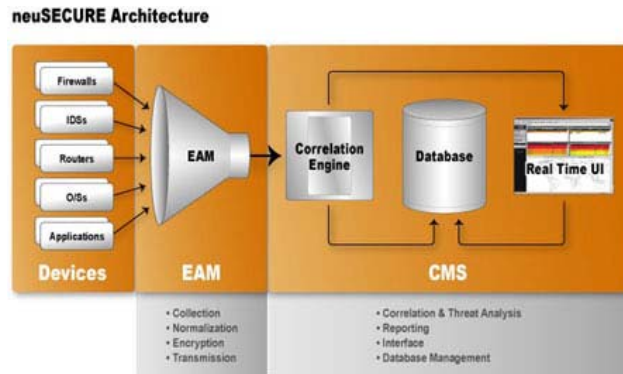 neuSECURE Architecture
Firewalls
IDSs
Routers
O/Ss
Applications
EAM
Correlation
Engine
Database
Real Time UI
Devices
EAM
CMS
• Collection
• Normalization
• Encryption
• Transmission
• Correlation & Threat Analysis
• Reporting
• Interface
• Database Management